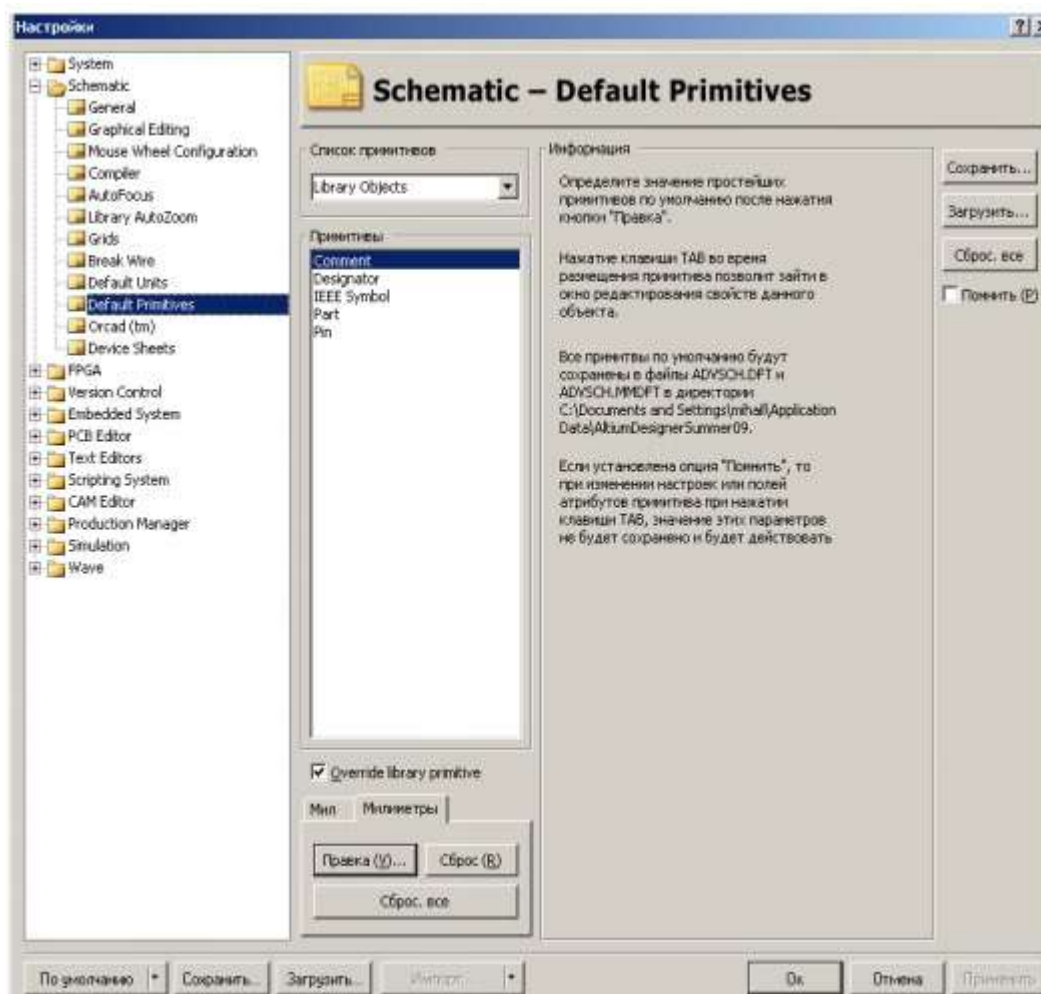 Настройки
System
Schematic
General
Graphical Editing
Mouse Wheel Configuration
Compiler
AutoFocus
Library AutoZoom
Grids
Break Wire
Default Units
Default Primitives
Orcad (tm)
Device Sheets
FPGA
Version Control
Embedded System
PCB Editor
Text Editors
Scripting System
CAM Editor
Production Manager
Simulation
Wave
Schematic – Default Primitives
Список примитивов
Library Objects
Примитивы
Comment
Designator
IEEE Symbol
Part
Pin
Override library primitive
Мил
Милиметры
Правка (V)...
Сброс (R)
Сброс. все
Информация
Определите значение простейших
примитивов по умолчанию после нажатия
кнопки "Правка".
Нажатие клавиши TAB во время
размещения примитива позволит зайти в
окно редактирования свойств данного
объекта.
Все примитвы по умолчанию будут
сохранены в файлы ADVSCH.DFT и
ADVSCH.MMDFT в директории
C:\Documents and Settings\mihail\Application
Data\AltiumDesignerSummer09.
Если установлена опция "Помнить", то
при изменении настроек или полей
атрибутов примитива при нажатии
клавиши TAB, значение этих параметров
не будет сохранено и будет действовать
Сохранить...
Загрузить...
Сброс. все
Помнить (P)
По умолчанию
Сохранить...
Загрузить...
Импорт...
Ок
Отмена
Применить